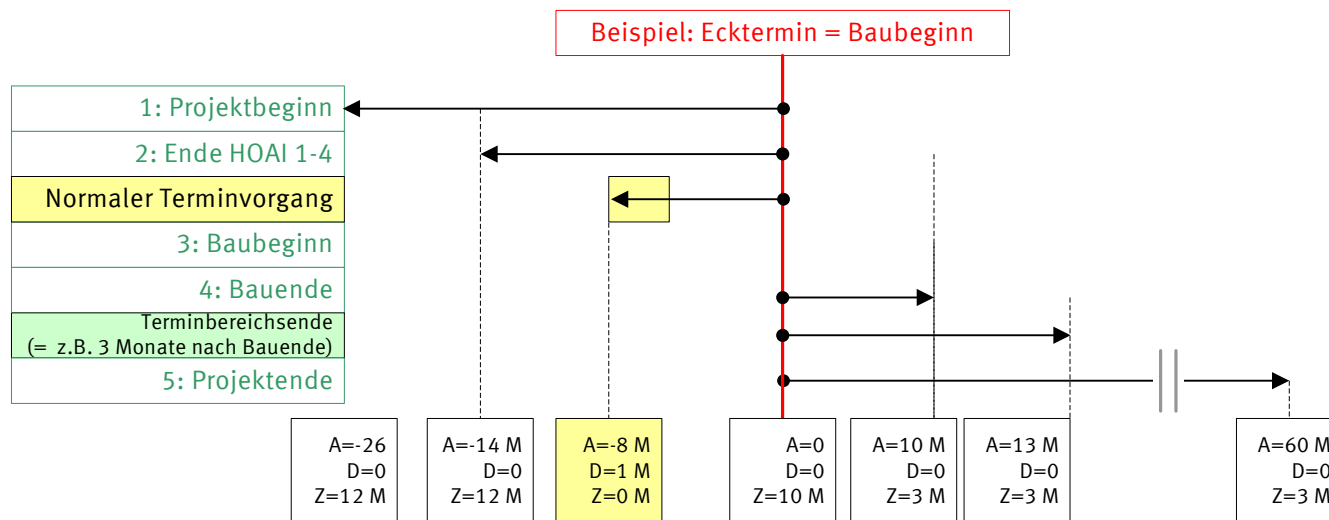 Beispiel: Ecktermin = Baubeginn
1: Projektbeginn
2: Ende HOAI 1-4
Normaler Terminvorgang
3: Baubeginn
4: Bauende
Terminbereichsende
(= z.B. 3 Monate nach Bauende)
5: Projektende
A=-26
D=0
Z=12 M
A=-14 M
D=0
Z=12 M
A=-8 M
D=1 M
Z=0 M
A=0
D=0
Z=10 M
A=10 M
D=0
Z=3 M
A=13 M
D=0
Z=3 M
A=60 M
D=0
Z=3 M